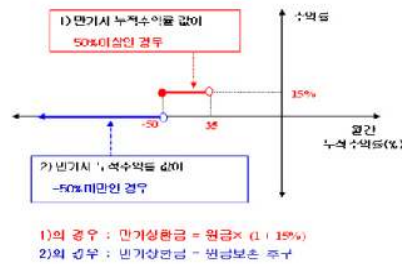 1) 만기시 누적수익률 값이
50%이상인 경우
수익률
15%
-50
월간
누적수익률(%)
2) 만기시 누적수익률 값이
-50%미만인 경우
1)의 경우 : 만기상환금 = 원금× (1 + 15%)
2)의 경우 : 만기상환금 = 원금보존 추구